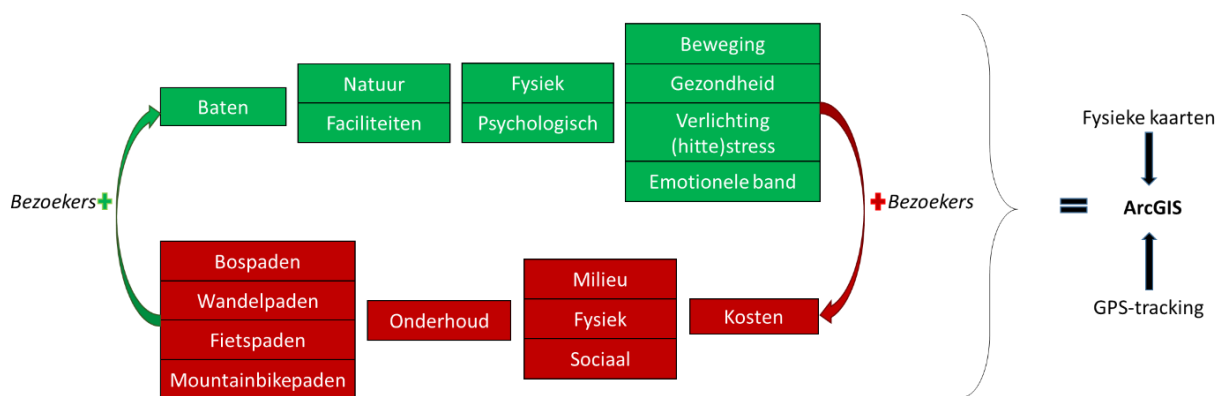 Baten
Natuur
Faciliteiten
Fysiek
Psychologisch
Beweging
Gezondheid
Verlichting
(hitte)stress
Emotionele band
Bezoekers
Bezoekers
Bospaden
Wandelpaden
Fietspaden
Mountainbikepaden
Onderhoud
Milieu
Fysiek
Sociaal
Kosten
Fysieke kaarten
ArcGIS
GPS-tracking